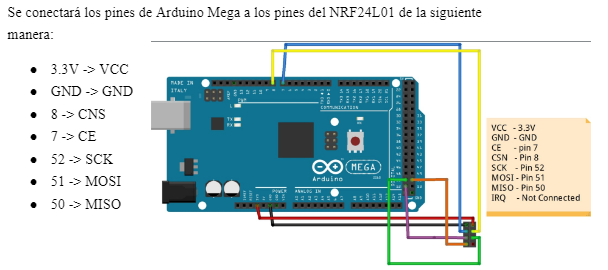 Se conectará los pines de Arduino Mega a los pines del NRF24L01 de la siguiente
manera:
● 3.3V -> VCC
● GND -> GND
● 8 -> CNS
● 7 -> CE
● 52 -> SCK
● 51 -> MOSI
● 50 -> MISO
MADE IN
ITALY
TX
RX
L
MEGA
Arduino
POWER
ANALOG IN
VCC - 3.3V
GND - GND
CE - pin 7
CSN - Pin 8
SCK - Pin 52
MOSI - Pin 51
MISO - Pin 50
IRQ - Not Connected